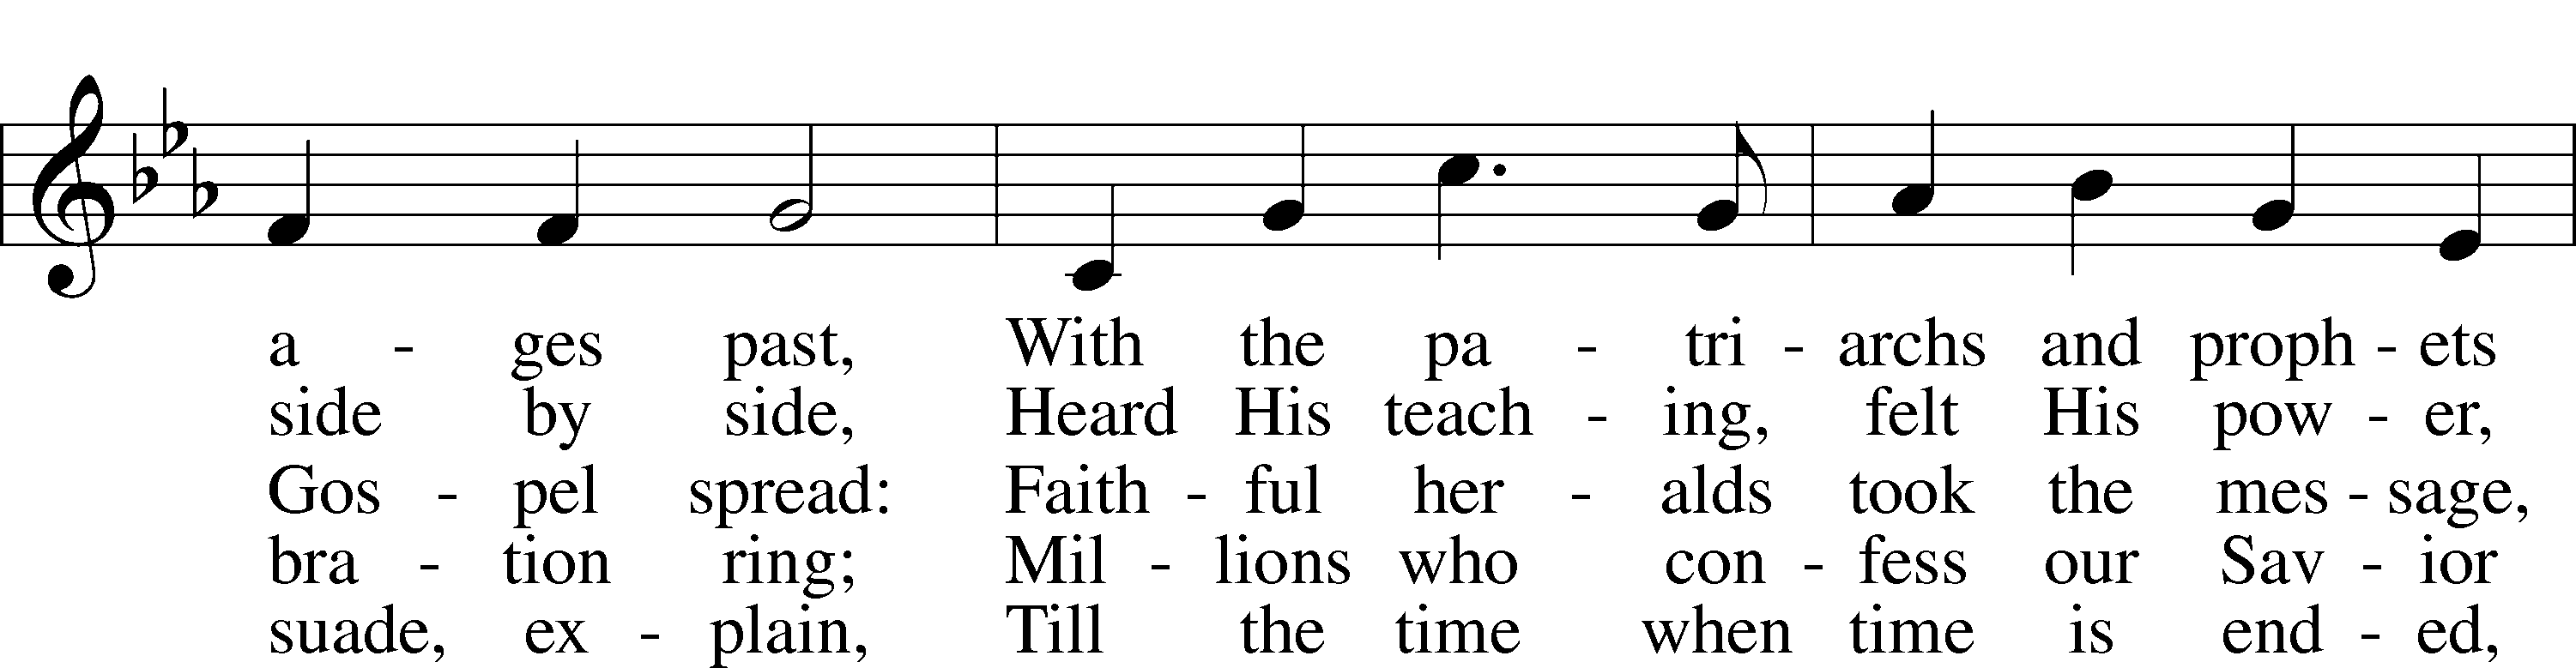 a - ges past, With the pa - tri - archs and proph - ets
side by side, Heard His teach - ing, felt His pow - er,
Gos - pel spread: Faith - ful her - alds took the mes - sage,
bra - tion ring; Mil - lions who con - fess our Sav - ior
suade, ex - plain, Till the time when time is end - ed,